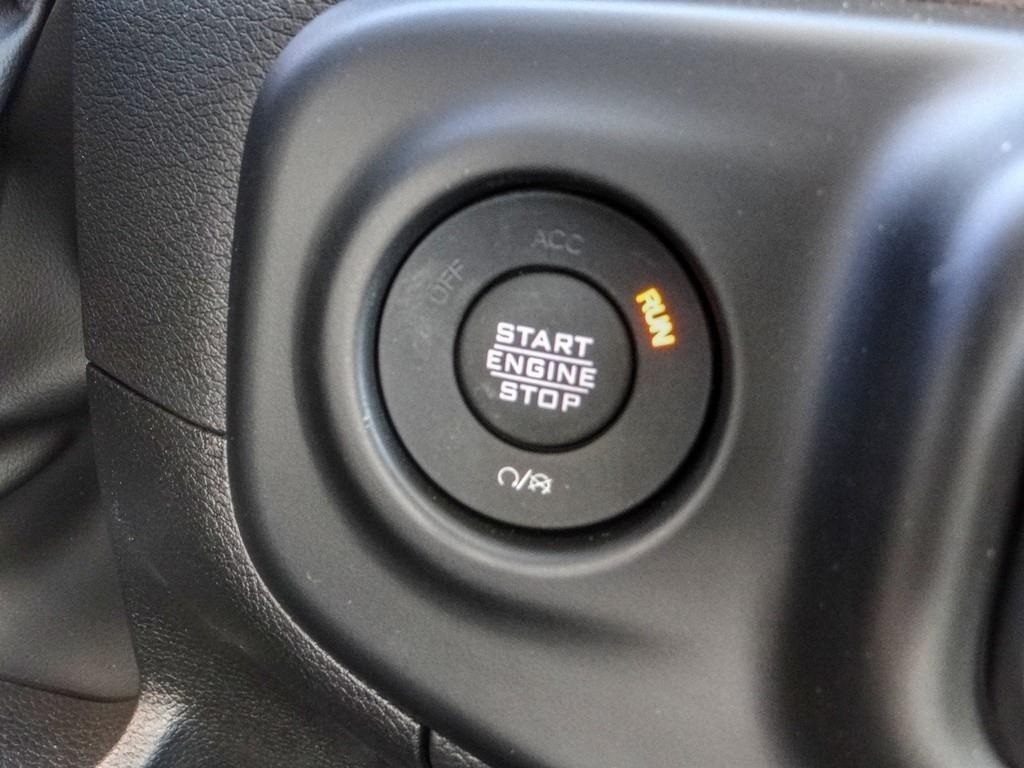 ACC
OFF
RUN
START
ENGINE
STOP